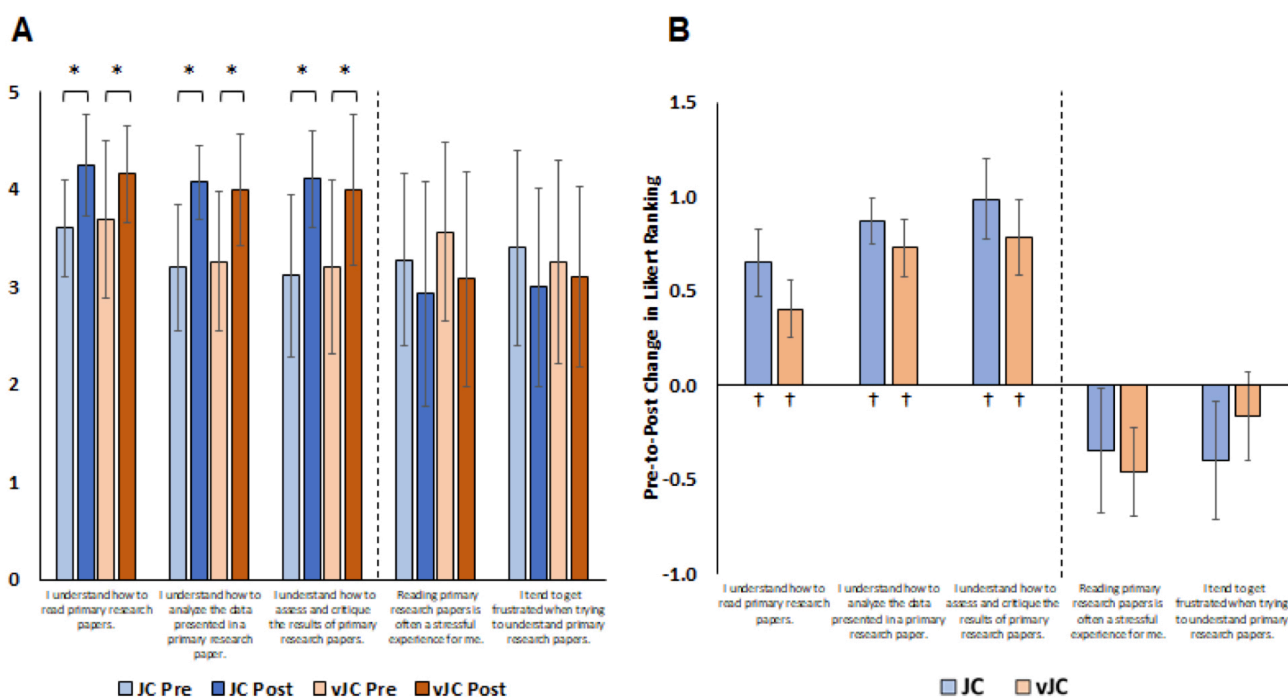 A
B
* * * * * *
5
4
3
2
1
0
I understand how to
read primary research
papers.
I understand how to
analyze the data
presented in a
primary research
paper.
I understand how to
assess and critique
the results of primary
research papers.
Reading primary
research papers is
often a stressful
experience for me.
I tend to get
frustrated when trying
to understand primary
research papers.
JC Pre JC Post vJC Pre vJC Post
Pre-to-Post Change in Likert Ranking
1.5
1.0
0.5
0.0
-0.5
-1.0
† † † † † †
I understand how to
read primary research
papers.
I understand how to
analyze the data
presented in a primary
research paper.
I understand how to
assess and critique the
results of primary
research papers.
Reading primary
research papers is
often a stressful
experience for me.
I tend to get
frustrated when trying
to understand primary
research papers.
JC vJC